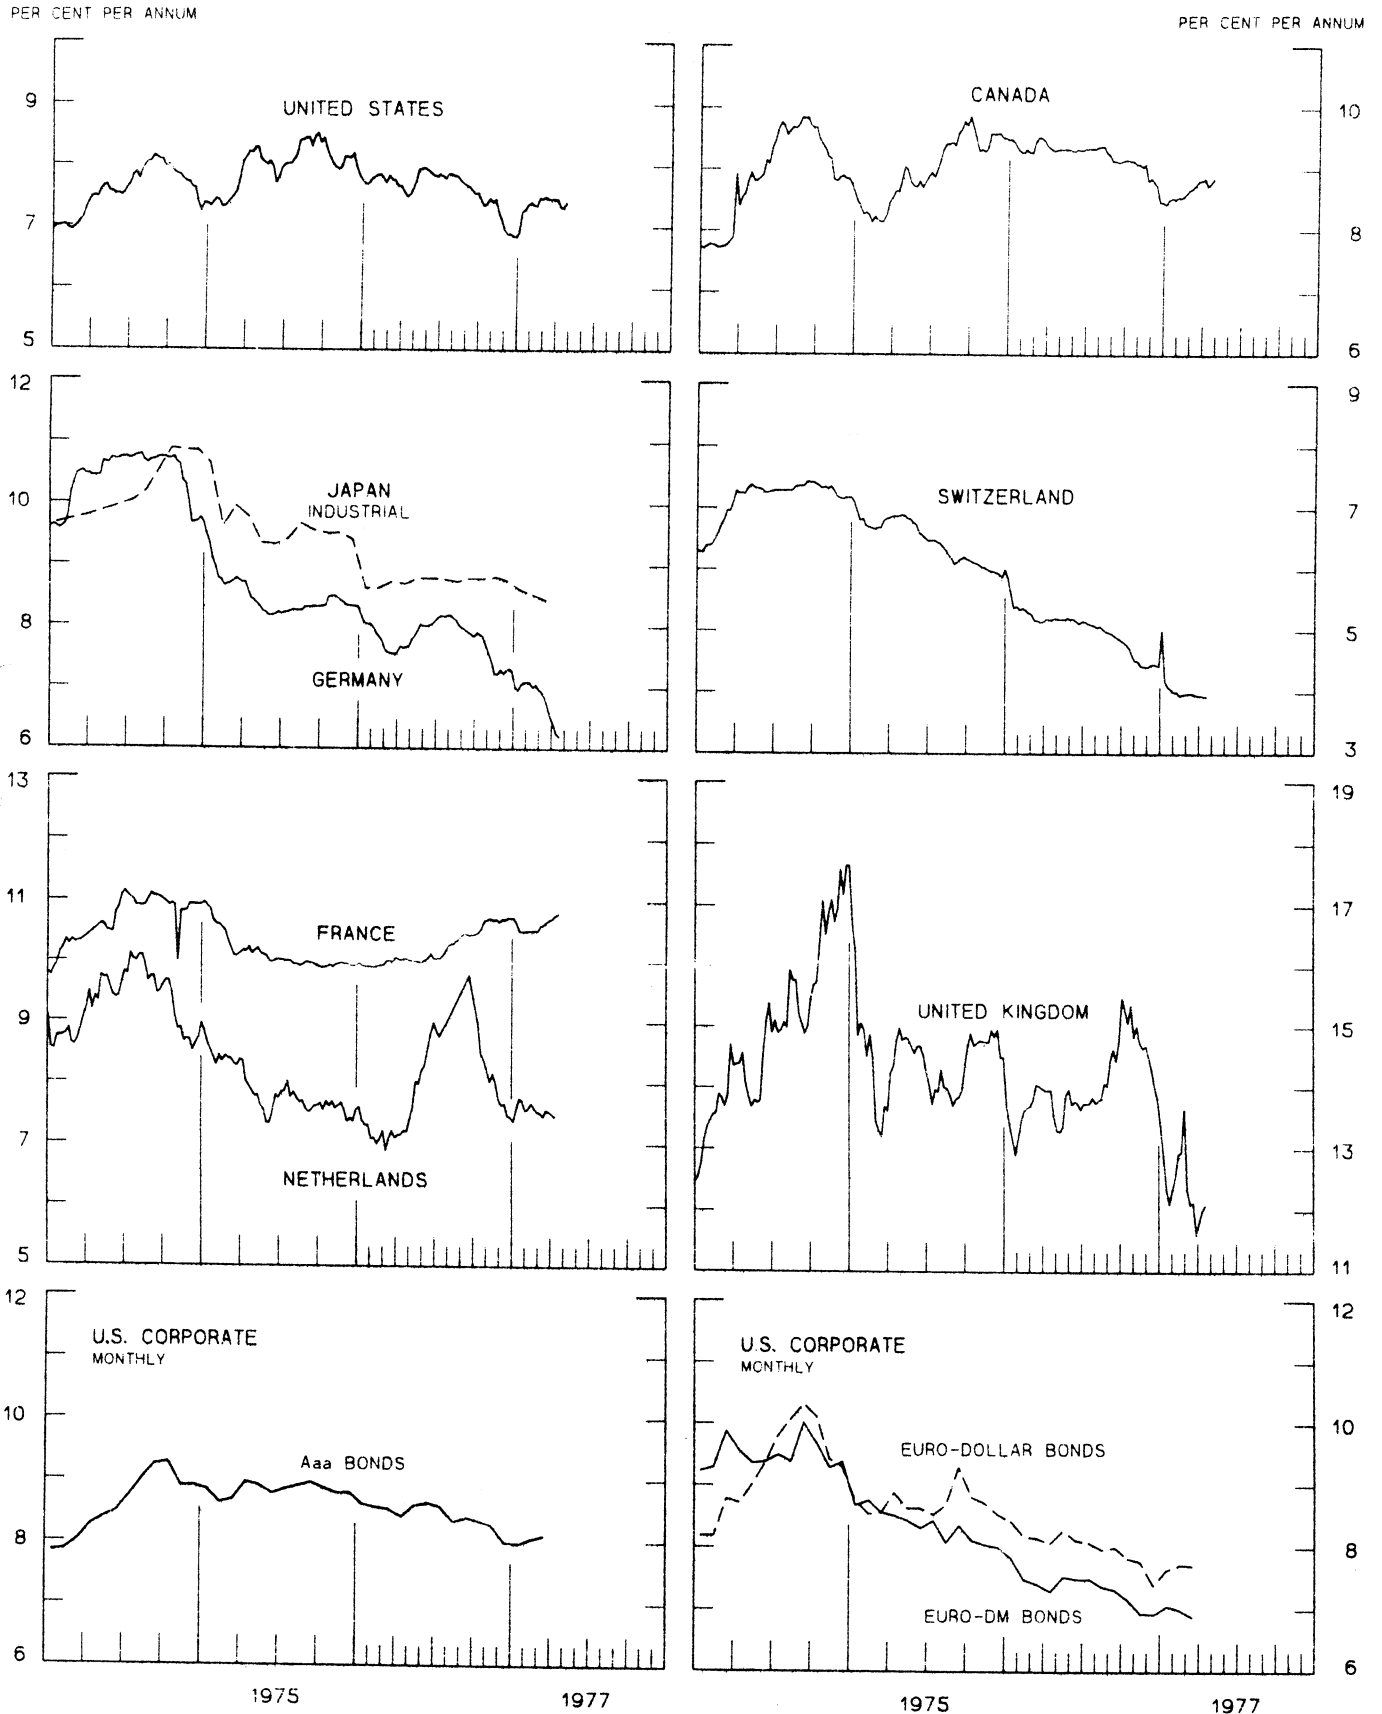 PER CENT PER ANNUM
PER CENT PER ANNUM
UNITED STATES
9
7
5
CANADA
10
8
6
12
10
8
6
JAPAN
INDUSTRIAL
GERMANY
SWITZERLAND
9
7
5
3
13
11
9
7
5
FRANCE
NETHERLANDS
UNITED KINGDOM
19
17
15
13
11
12
10
8
6
U.S. CORPORATE
MONTHLY
Aaa BONDS
U.S. CORPORATE
MONTHLY
EURO-DOLLAR BONDS
EURO-DM BONDS
12
10
8
6
1975
1977
1975
1977